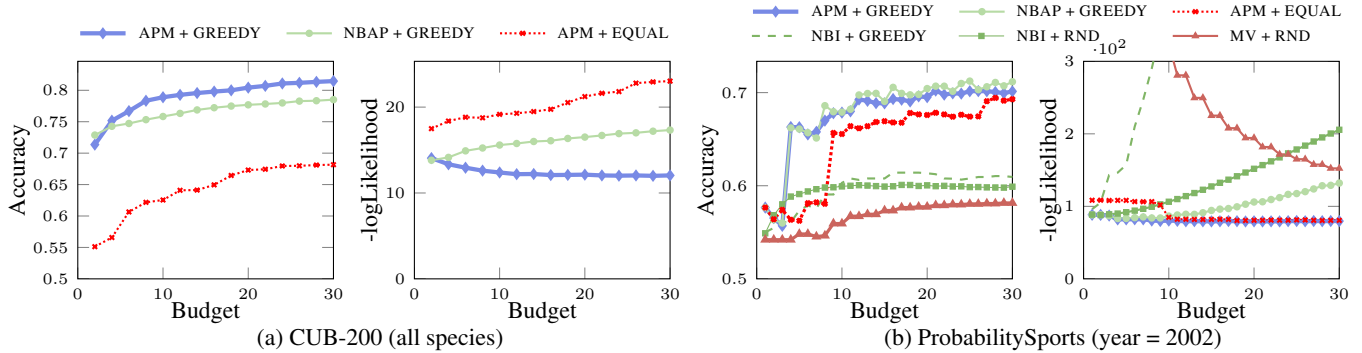 APM + GREEDY
NBAP + GREEDY
APM + EQUAL
0.8
0.75
0.7
0.65
0.6
0.55
0.5
Accuracy
0
10
20
30
20
10
0
-logLikelihood
0
10
20
30
Budget
Budget
(a) CUB-200 (all species)
APM + GREEDY
NBAP + GREEDY
APM + EQUAL
NBI + GREEDY
NBI + RND
MV + RND
0.7
0.6
0.5
Accuracy
0
10
20
30
·10²
3
2
1
0
-logLikelihood
0
10
20
30
Budget
Budget
(b) ProbabilitySports (year = 2002)